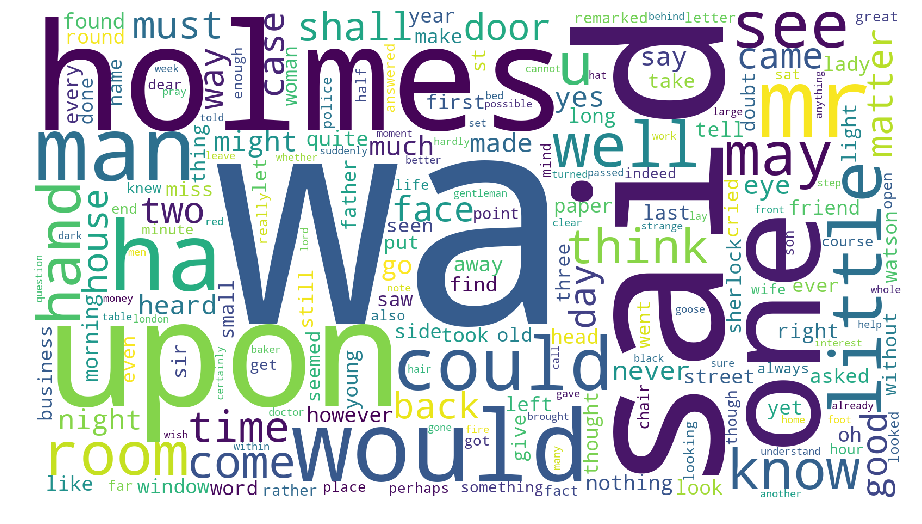 found
round
must
shall
year
make
door
remarked
behind
letter
see
great
holmes
every
done
name
way
enough
case
woman
st
say
take
u
came
lady
dear
week
pray
told
police
half
answered
first
possible
yes
cannot
hat
long
doubt
sat
mr
anything
light
matter
large
man
thing
might
quite
much
made
well
tell
may
work
moment
hardly
set
bed
suddenly
better
mind
turned
passed
indeed
step
leave
whether
hand
house
knew
miss
end
two
minute
red
really
let
father
life
seen
face
gentleman
point
put
paper
last
lay
clear
strange
eye
friend
front
cried
open
little
wa
said
one
dark
men
question
ha
heard
money
table
london
morning
small
still
lord
go
saw
also
note
away
find
think
three
day
sherlock
son
course
watson
whole
wife
ever
goose
went
upon
business
even
sir
baker
get
certainly
seemed
hair
young
side
took
old
could
call
head
black
never
sure
street
right
always
asked
help
interest
without
night
time
doctor
however
back
left
give
gave
brought
thought
chair
though
yet
home
foot
already
oh
hour
good
looked
room
wish
come
within
would
gone
fire
got
many
nothing
look
looking
know
understand
another
like
far
window
word
rather
place
perhaps
something
fact